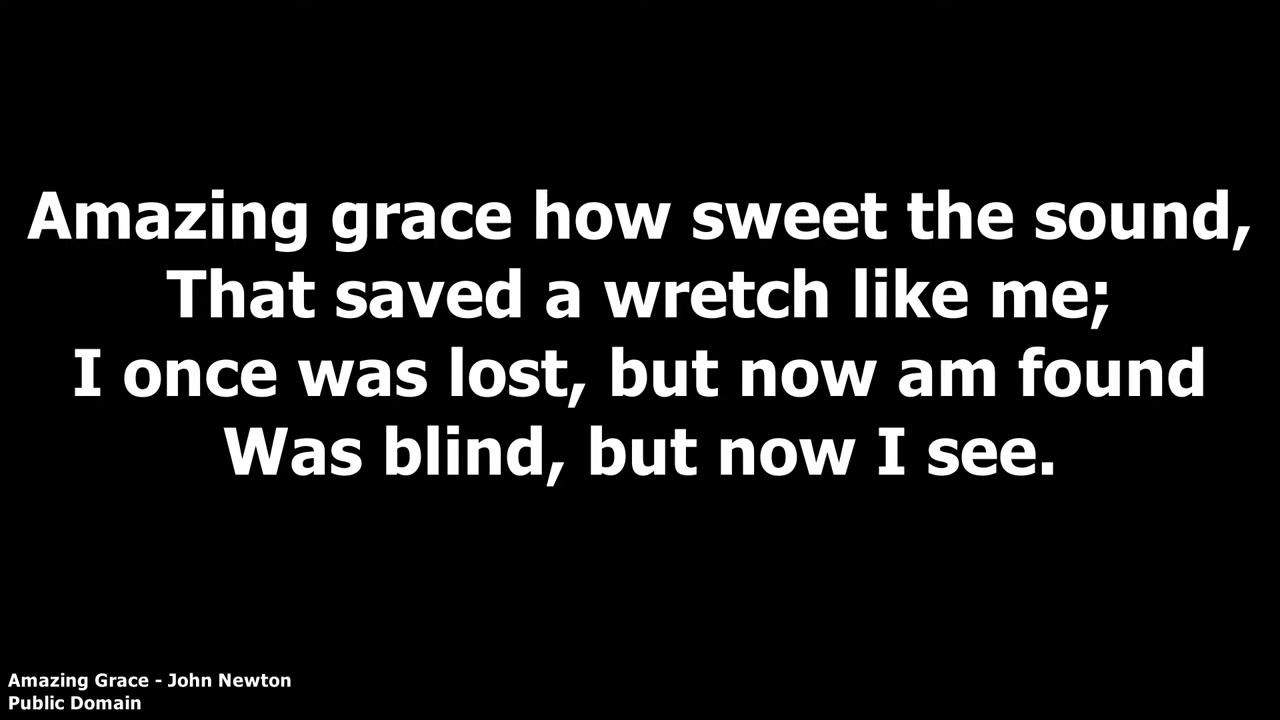 Amazing grace how sweet the sound,
That saved a wretch like me;
I once was lost, but now am found
Was blind, but now I see.
Amazing Grace - John Newton
Public Domain